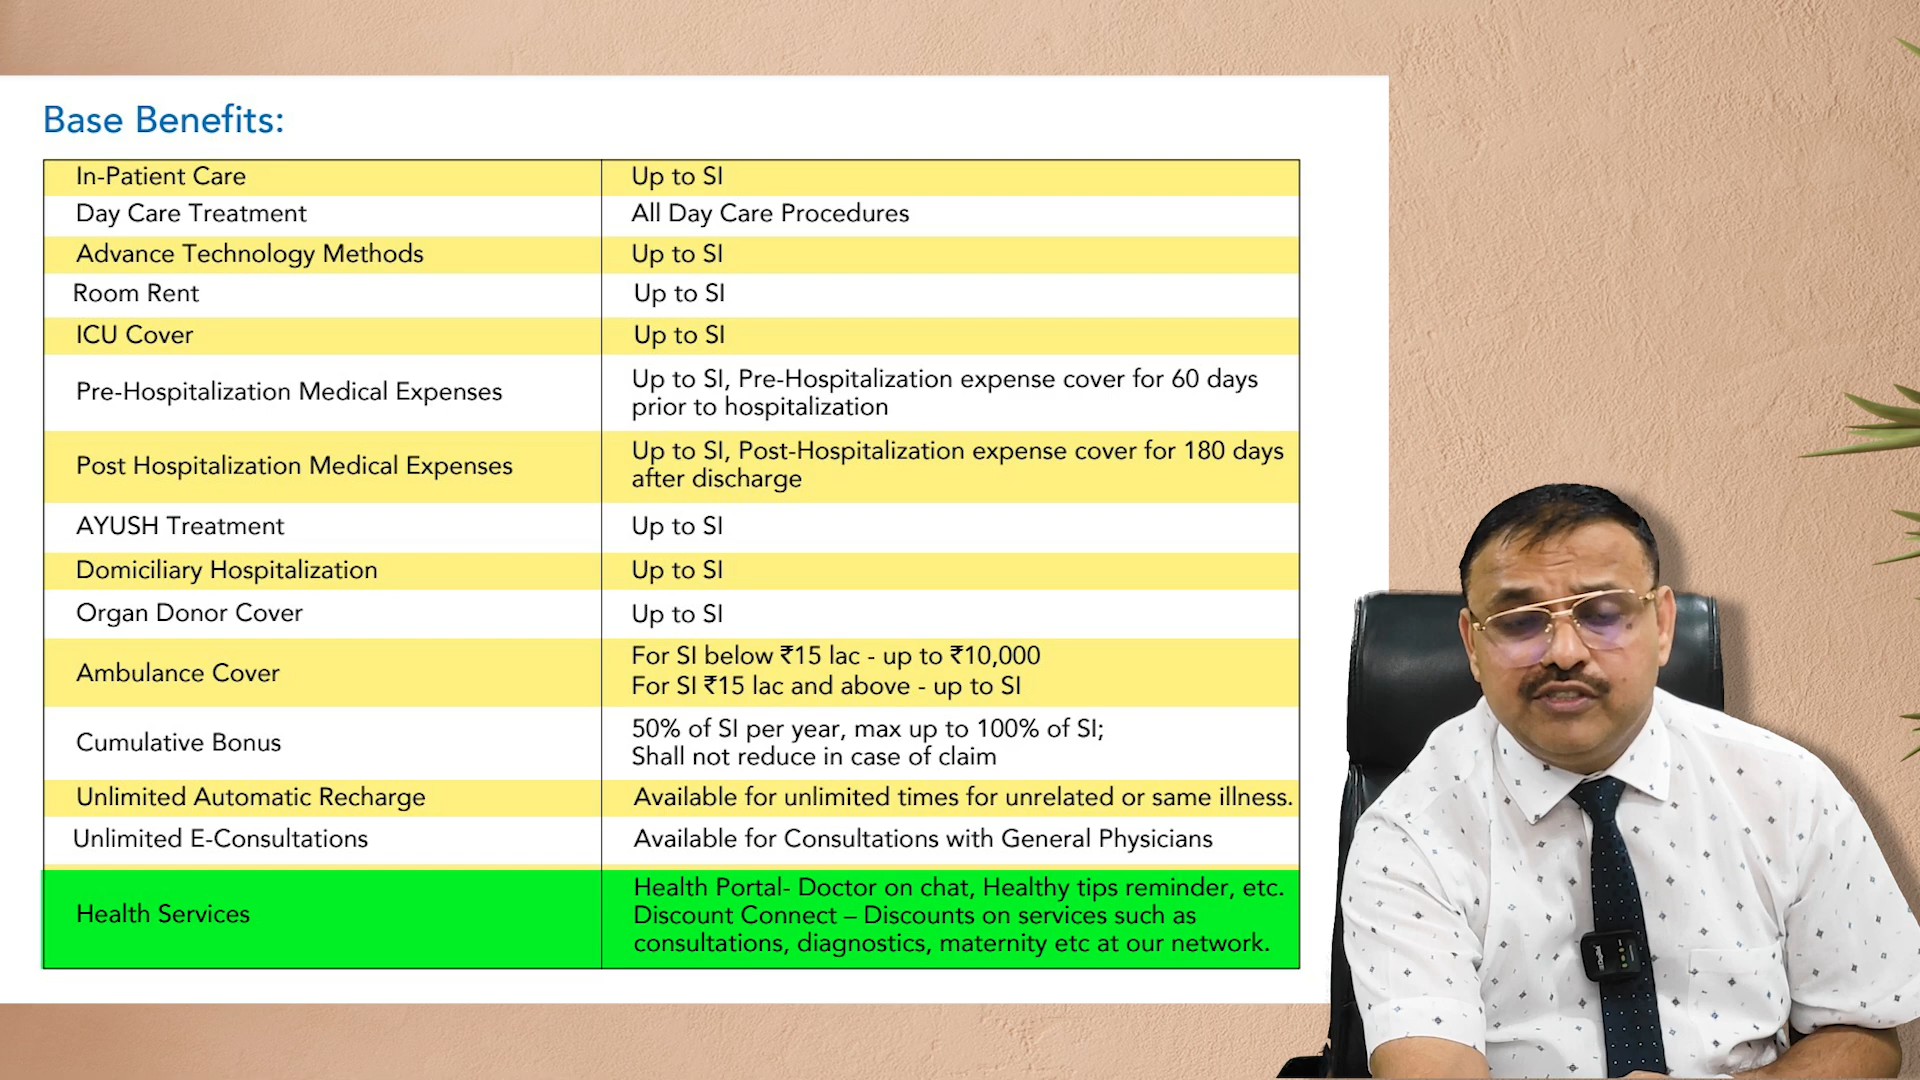 Base Benefits:
In-Patient Care
Up to SI
Day Care Treatment
All Day Care Procedures
Advance Technology Methods
Up to SI
Room Rent
Up to SI
ICU Cover
Up to SI
Pre-Hospitalization Medical Expenses
Up to SI, Pre-Hospitalization expense cover for 60 days
prior to hospitalization
Post Hospitalization Medical Expenses
Up to SI, Post-Hospitalization expense cover for 180 days
after discharge
AYUSH Treatment
Up to SI
Domiciliary Hospitalization
Up to SI
Organ Donor Cover
Up to SI
Ambulance Cover
For SI below ₹15 lac - up to ₹10,000
For SI ₹15 lac and above - up to SI
Cumulative Bonus
50% of SI per year, max up to 100% of SI;
Shall not reduce in case of claim
Unlimited Automatic Recharge
Available for unlimited times for unrelated or same illness.
Unlimited E-Consultations
Available for Consultations with General Physicians
Health Services
Health Portal- Doctor on chat, Healthy tips reminder, etc.
Discount Connect – Discounts on services such as
consultations, diagnostics, maternity etc at our network.